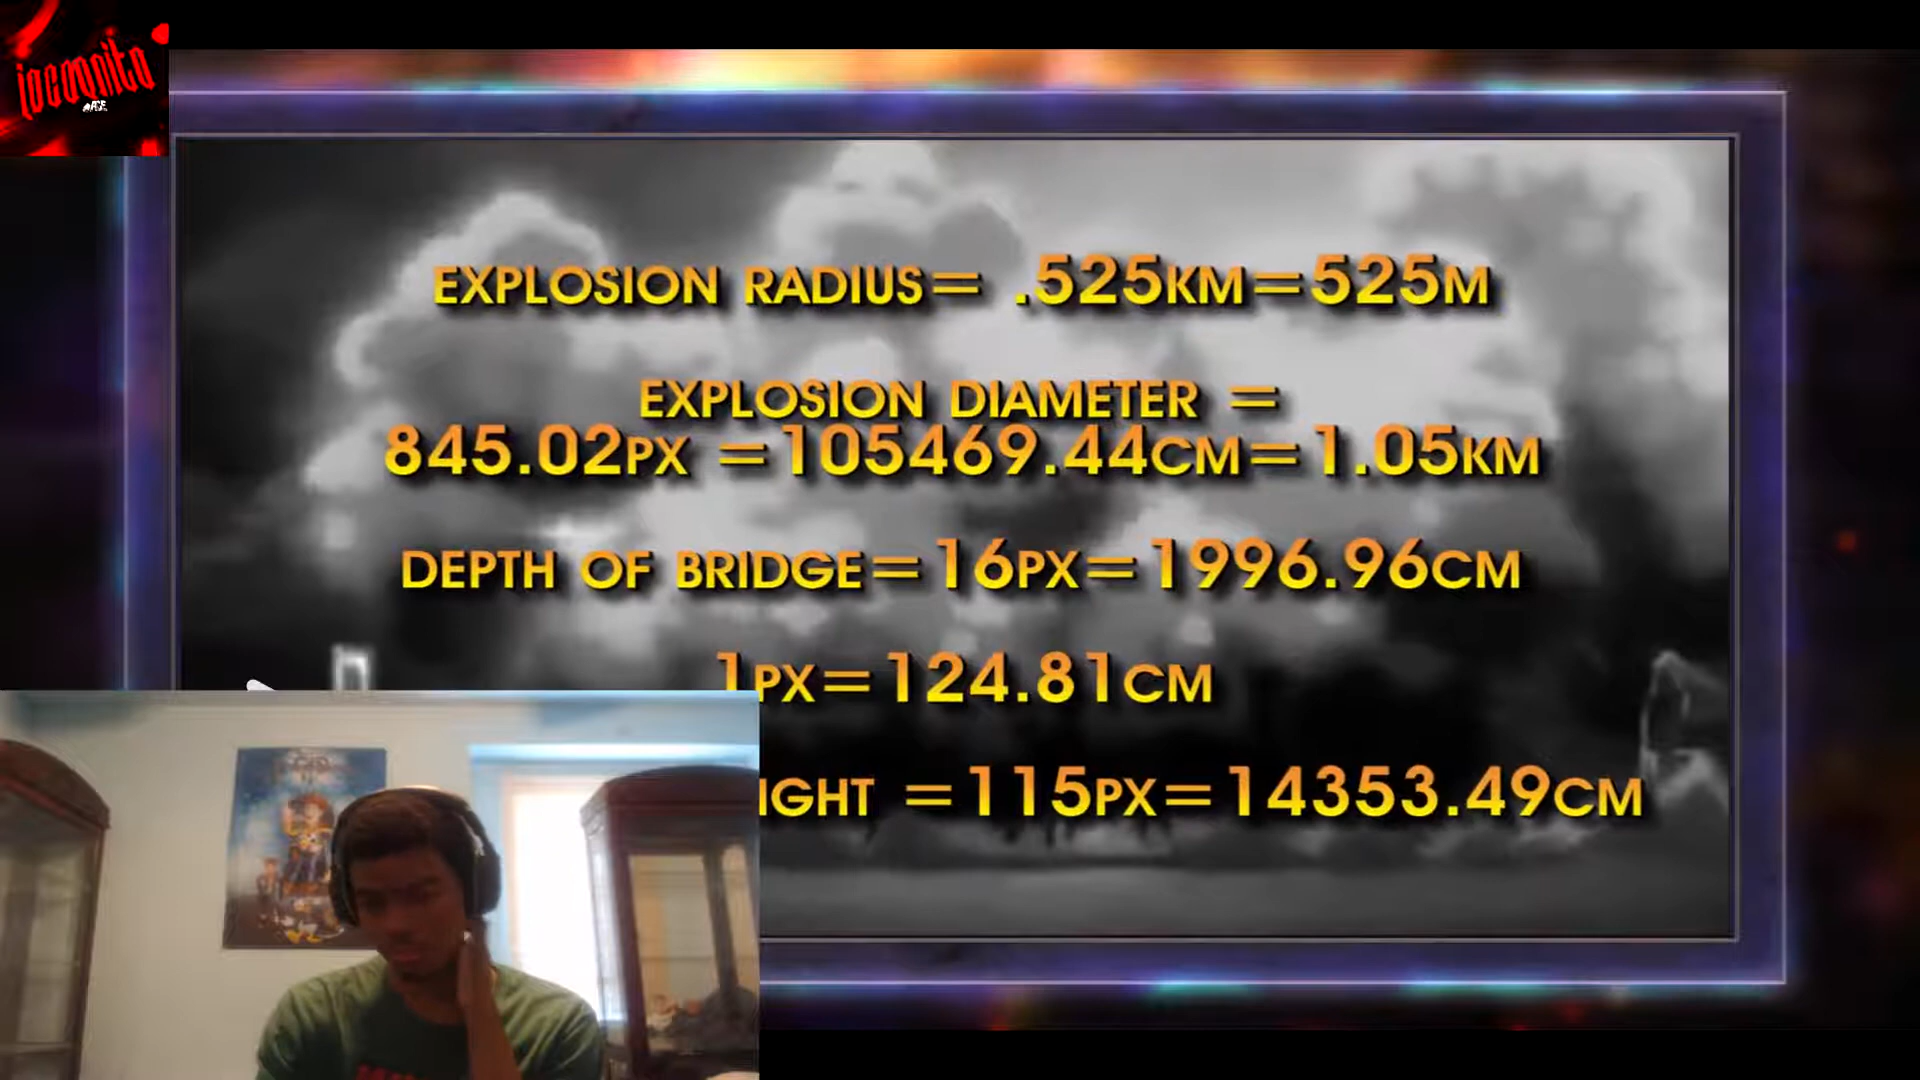 incognito
EXPLOSION RADIUS= .525KM=525M
EXPLOSION DIAMETER =
845.02PX =105469.44CM=1.05KM
DEPTH OF BRIDGE=16PX=1996.96CM
1PX=124.81CM
IGHT =115PX=14353.49CM